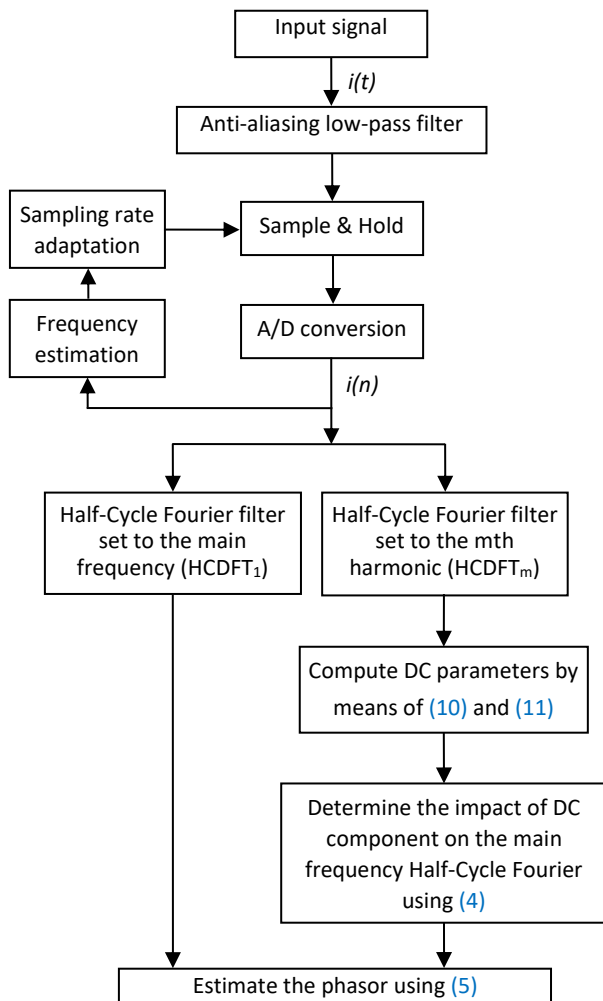 Input signal
i(t)
Anti-aliasing low-pass filter
Sampling rate
adaptation
Sample & Hold
Frequency
estimation
A/D conversion
i(n)
Half-Cycle Fourier filter
set to the main
frequency (HCDFT₁)
Half-Cycle Fourier filter
set to the mth
harmonic (HCDFTₘ)
Compute DC parameters by
means of (10) and (11)
Determine the impact of DC
component on the main
frequency Half-Cycle Fourier
using (4)
Estimate the phasor using (5)